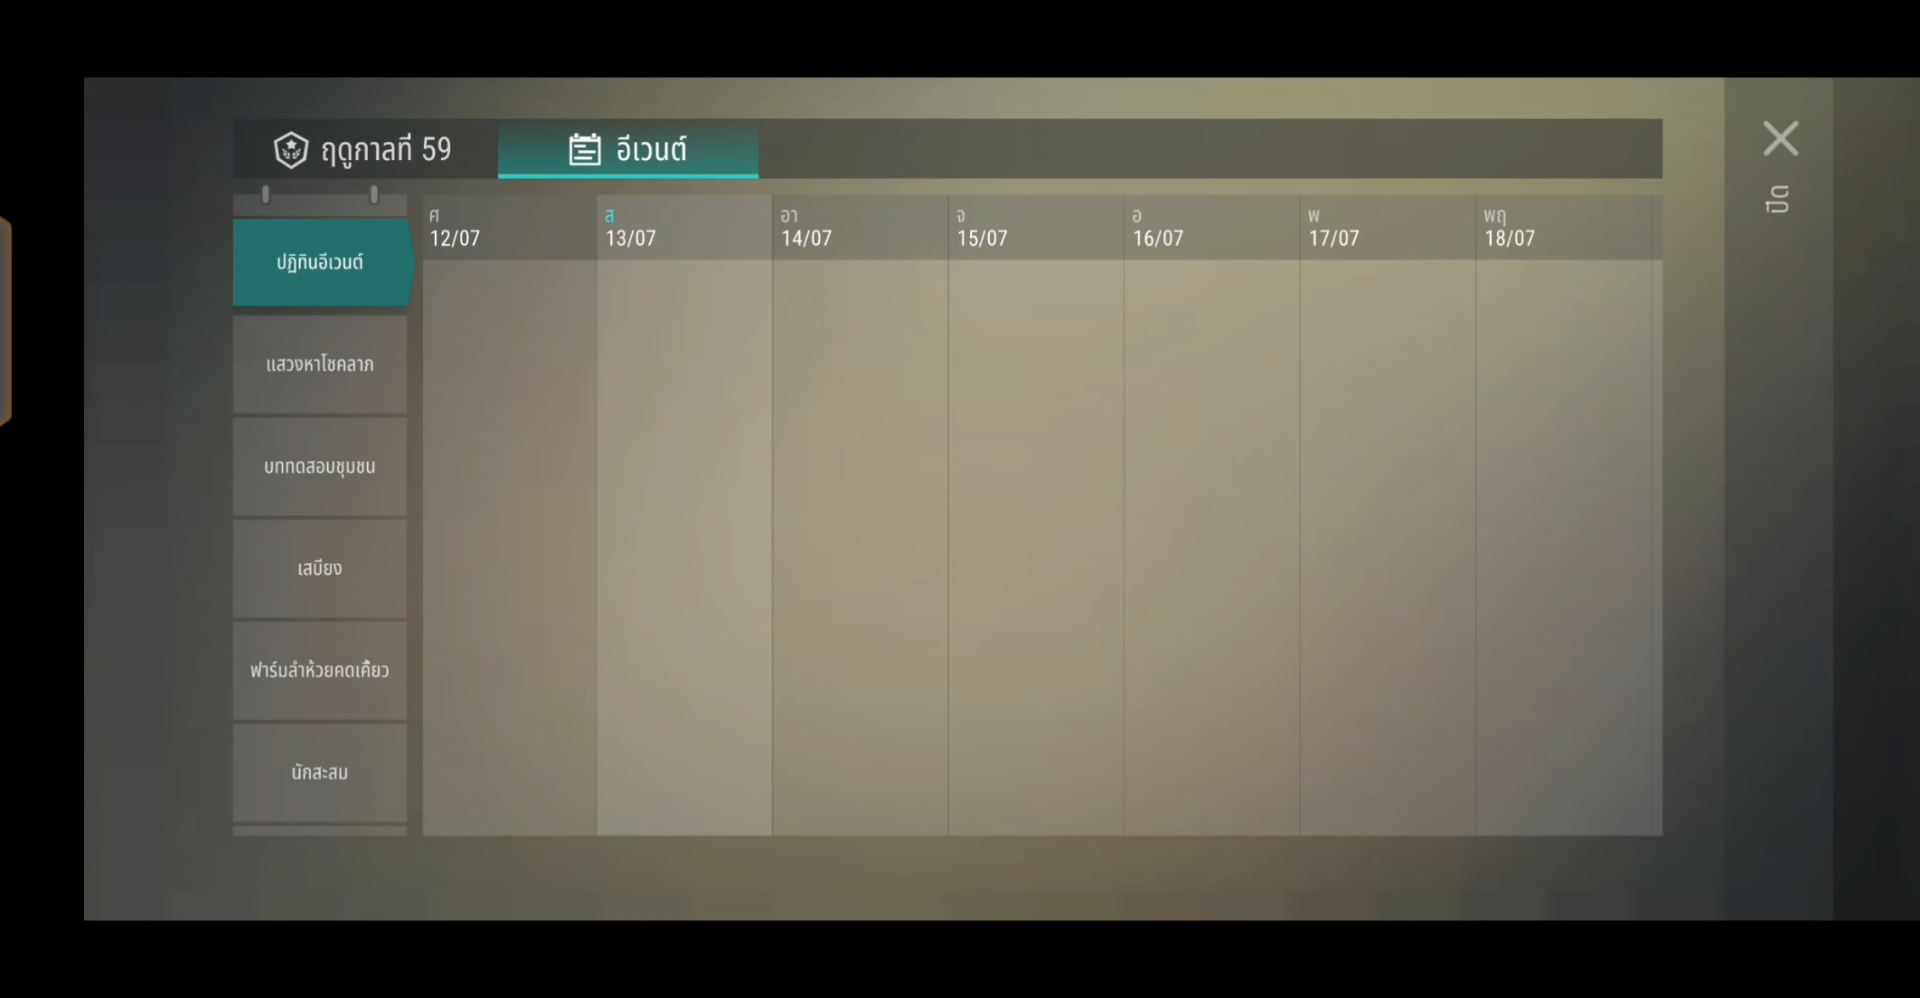 ฤดูกาลที่ 59
อีเวนต์
ปิด
ศ
12/07
ส
13/07
อา
14/07
จ
15/07
อ
16/07
พ
17/07
พฤ
18/07
ปฏิทินอีเวนต์
แสวงหาโชคลาภ
บททดสอบชุมชน
เสบียง
ฟาร์มลำห้วยคดเคี้ยว
นักสะสม